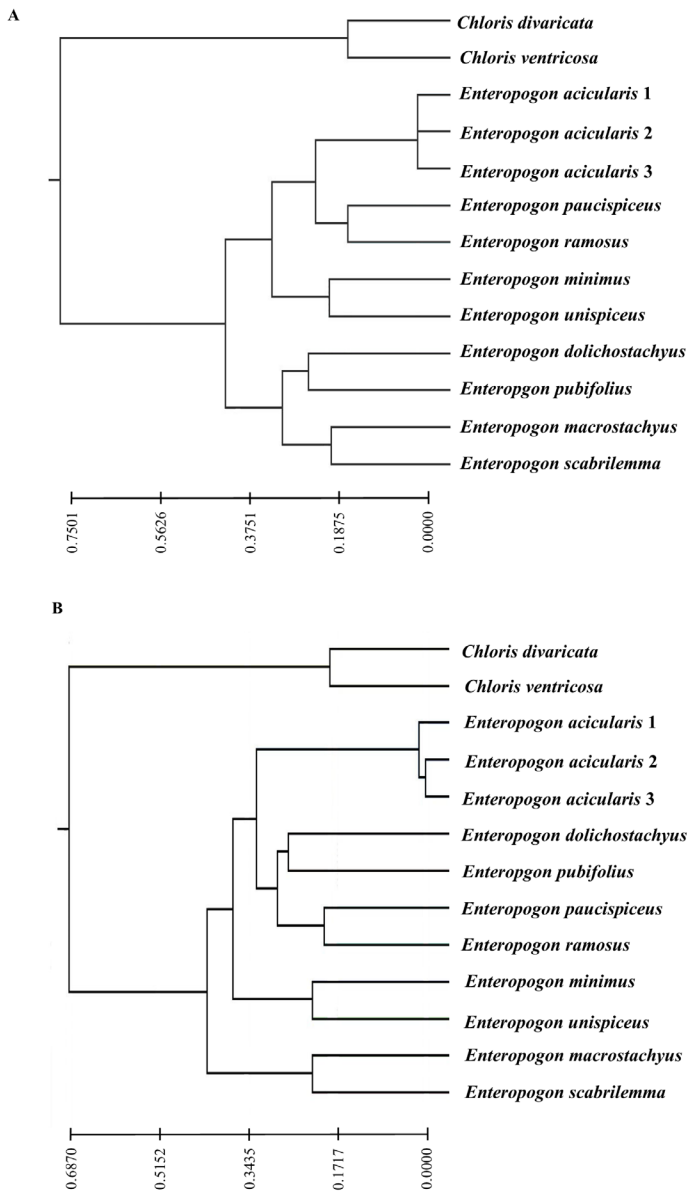 A
Chloris divaricata
Chloris ventricosa
Enteropogon acicularis 1
Enteropogon acicularis 2
Enteropogon acicularis 3
Enteropogon paucispiceus
Enteropogon ramosus
Enteropogon minimus
Enteropogon unispiceus
Enteropogon dolichostachyus
Enteropgon pubifolius
Enteropogon macrostachyus
Enteropogon scabrilemma
0.7501 0.5626 0.3751 0.1875 0.0000
B
Chloris divaricata
Chloris ventricosa
Enteropogon acicularis 1
Enteropogon acicularis 2
Enteropogon acicularis 3
Enteropogon dolichostachyus
Enteropgon pubifolius
Enteropogon paucispiceus
Enteropogon ramosus
Enteropogon minimus
Enteropogon unispiceus
Enteropogon macrostachyus
Enteropogon scabrilemma
0.6870 0.5152 0.3435 0.1717 0.0000